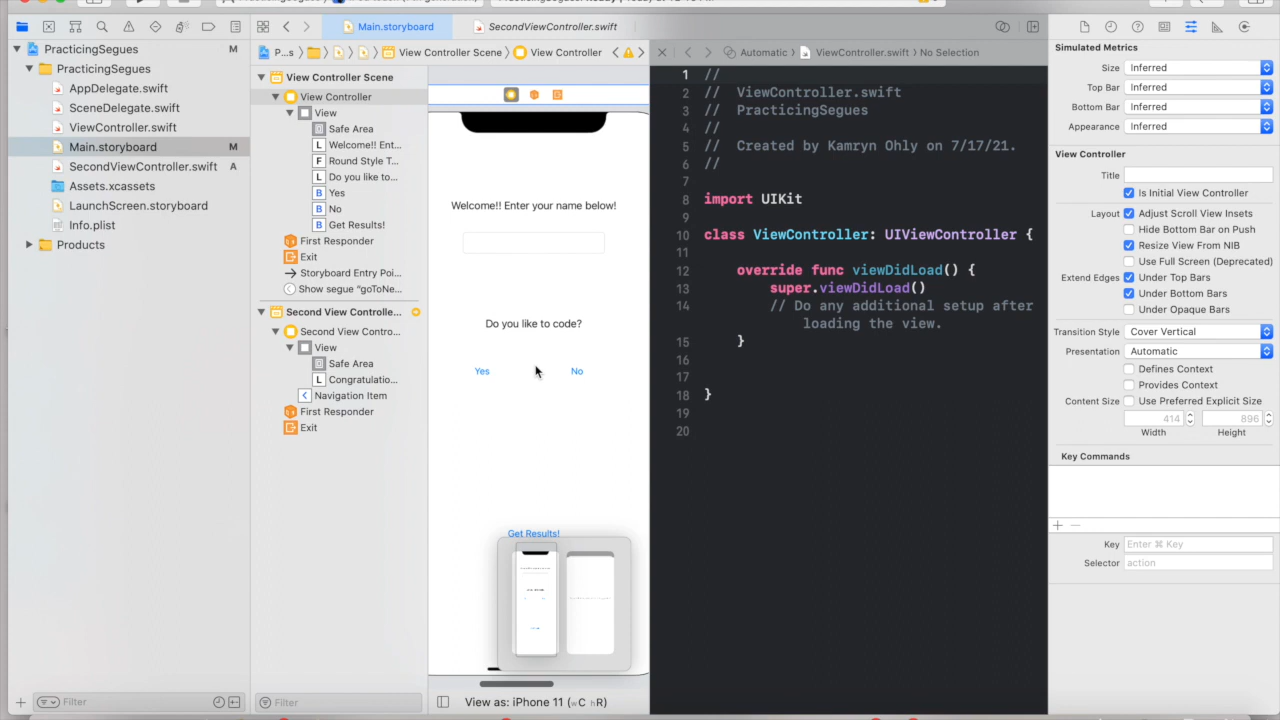 Main.storyboard
SecondViewController.swift
P...s
View Controller Scene
View Controller
Automatic
ViewController.swift
No Selection
PracticingSegues
M
PracticingSegues
AppDelegate.swift
SceneDelegate.swift
ViewController.swift
Main.storyboard
M
SecondViewController.swift
A
Assets.xcassets
LaunchScreen.storyboard
Info.plist
Products
Filter
View Controller Scene
View Controller
View
Safe Area
L Welcome!! Ent...
F Round Style T...
L Do you like to...
B Yes
B No
B Get Results!
First Responder
Exit
Storyboard Entry Poi...
Show segue “goToNe...
Second View Controlle...
Second View Contro...
View
Safe Area
L Congratulatio...
Navigation Item
First Responder
Exit
Filter
Welcome!! Enter your name below!
Do you like to code?
Yes
No
Get Results!
View as: iPhone 11 (wC hR)
1 //
2 // ViewController.swift
3 // PracticingSegues
4 //
5 // Created by Kamryn Ohly on 7/17/21.
6 //
7
8 import UIKit
9
10 class ViewController: UIViewController {
11
12 override func viewDidLoad() {
13 super.viewDidLoad()
14 // Do any additional setup after
loading the view.
15 }
16
17
18 }
19
20
Simulated Metrics
Size Inferred
Top Bar Inferred
Bottom Bar Inferred
Appearance Inferred
View Controller
Title
Is Initial View Controller
Layout Adjust Scroll View Insets
Hide Bottom Bar on Push
Resize View From NIB
Use Full Screen (Deprecated)
Extend Edges Under Top Bars
Under Bottom Bars
Under Opaque Bars
Transition Style Cover Vertical
Presentation Automatic
Defines Context
Provides Context
Content Size Use Preferred Explicit Size
414 896
Width Height
Key Commands
Key Enter ⌘ Key
Selector action